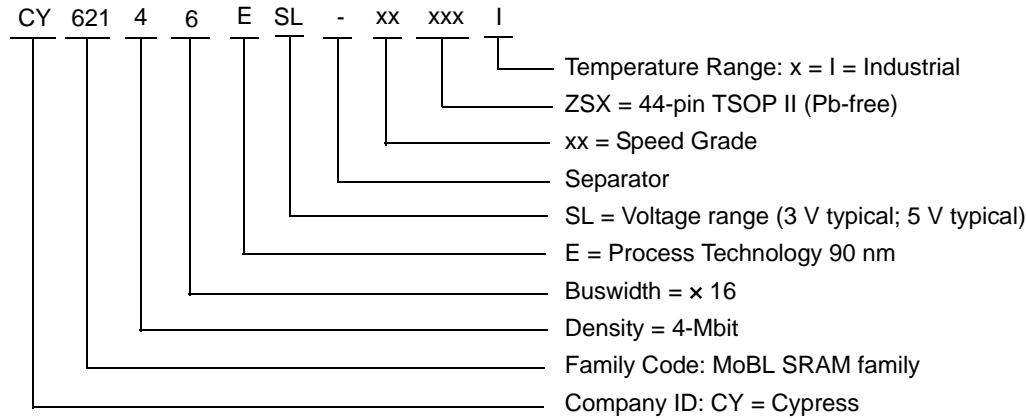 CY 621 4 6 E SL - xx xxx I
Temperature Range: x = I = Industrial
ZSX = 44-pin TSOP II (Pb-free)
xx = Speed Grade
Separator
SL = Voltage range (3 V typical; 5 V typical)
E = Process Technology 90 nm
Buswidth = × 16
Density = 4-Mbit
Family Code: MoBL SRAM family
Company ID: CY = Cypress